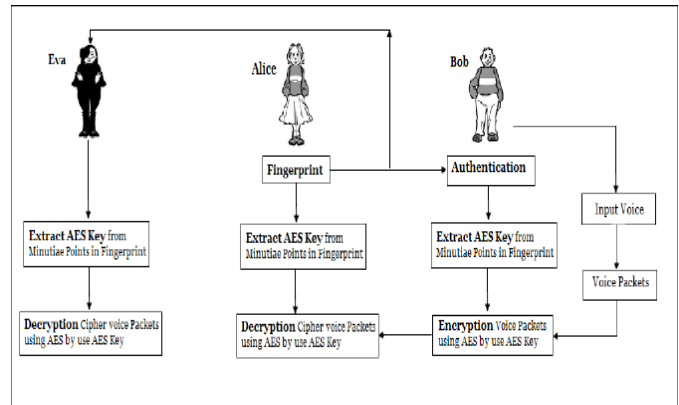 Eva
Alice
Bob
Fingerprint
Authentication
Input Voice
Extract AES Key from
Minutiae Points in Fingerprint
Extract AES Key from
Minutiae Points in Fingerprint
Extract AES Key from
Minutiae Points in Fingerprint
Voice Packets
Decryption Cipher voice Packets
using AES by use AES Key
Decryption Cipher voice Packets
using AES by use AES Key
Encryption Voice Packets
using AES by use AES Key